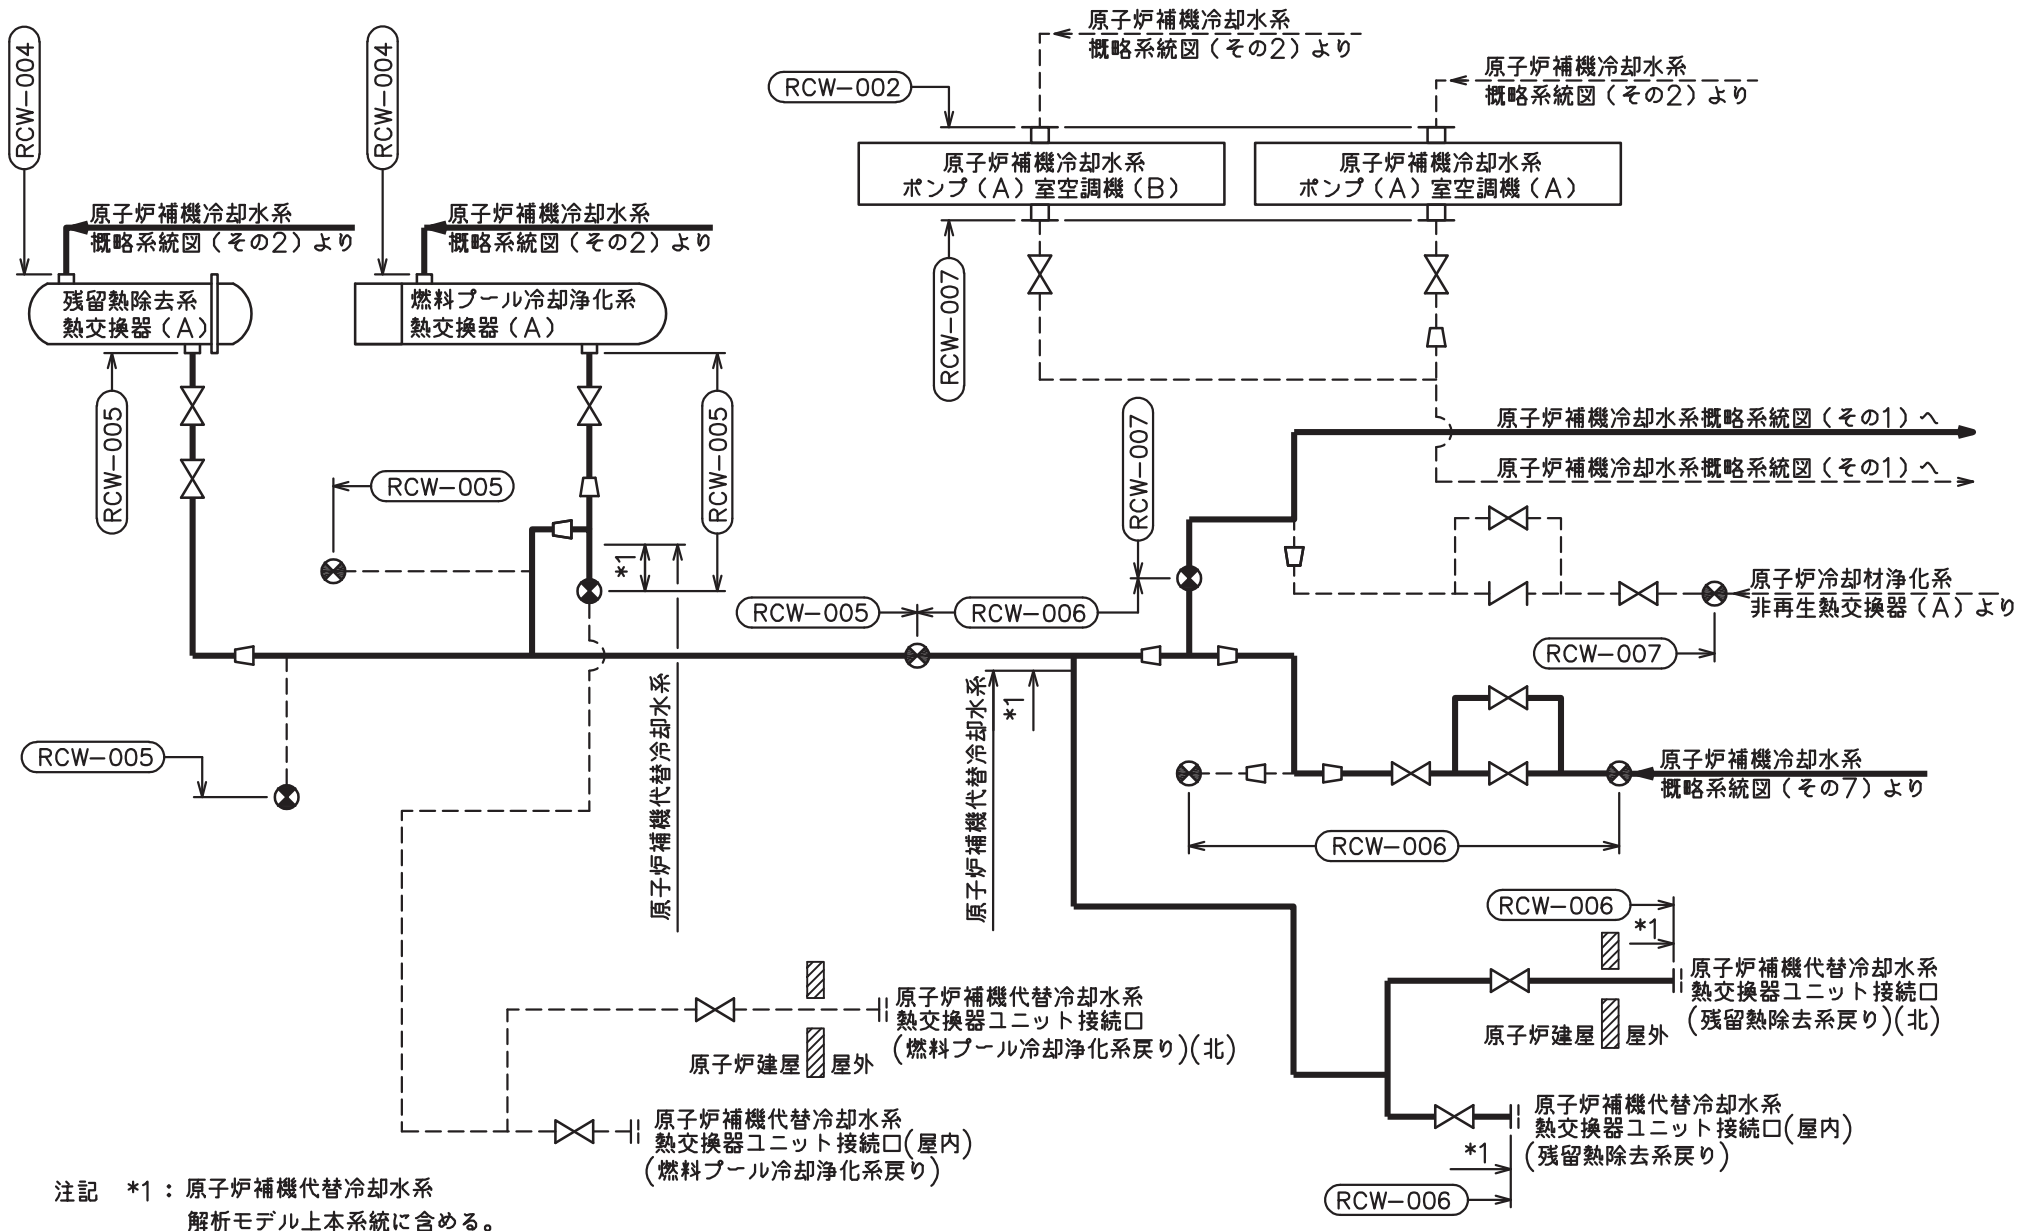 原子炉補機冷却水系
概略系統図（その2）より
原子炉補機冷却水系
概略系統図（その2）より
RCW-004
RCW-004
RCW-002
原子炉補機冷却水系
ポンプ（A）室空調機（B）
原子炉補機冷却水系
ポンプ（A）室空調機（A）
原子炉補機冷却水系
概略系統図（その2）より
原子炉補機冷却水系
概略系統図（その2）より
残留熱除去系
熱交換器（A）
燃料プール冷却浄化系
熱交換器（A）
RCW-007
RCW-005
RCW-005
RCW-005
RCW-007
原子炉補機冷却水系概略系統図（その1）へ
原子炉補機冷却水系概略系統図（その1）へ
*1
原子炉冷却材浄化系
非再生熱交換器（A）より
RCW-005
RCW-006
RCW-007
原子炉補機代替冷却水系
原子炉補機代替冷却水系
*1
RCW-005
原子炉補機冷却水系
概略系統図（その7）より
RCW-006
RCW-006
*1
原子炉補機代替冷却水系
熱交換器ユニット接続口
(残留熱除去系戻り)(北)
原子炉建屋
屋外
原子炉補機代替冷却水系
熱交換器ユニット接続口
(燃料プール冷却浄化系戻り)(北)
原子炉建屋
屋外
原子炉補機代替冷却水系
熱交換器ユニット接続口(屋内)
(残留熱除去系戻り)
*1
RCW-006
原子炉補機代替冷却水系
熱交換器ユニット接続口(屋内)
(燃料プール冷却浄化系戻り)
注記　*1：原子炉補機代替冷却水系
解析モデル上本系統に含める。